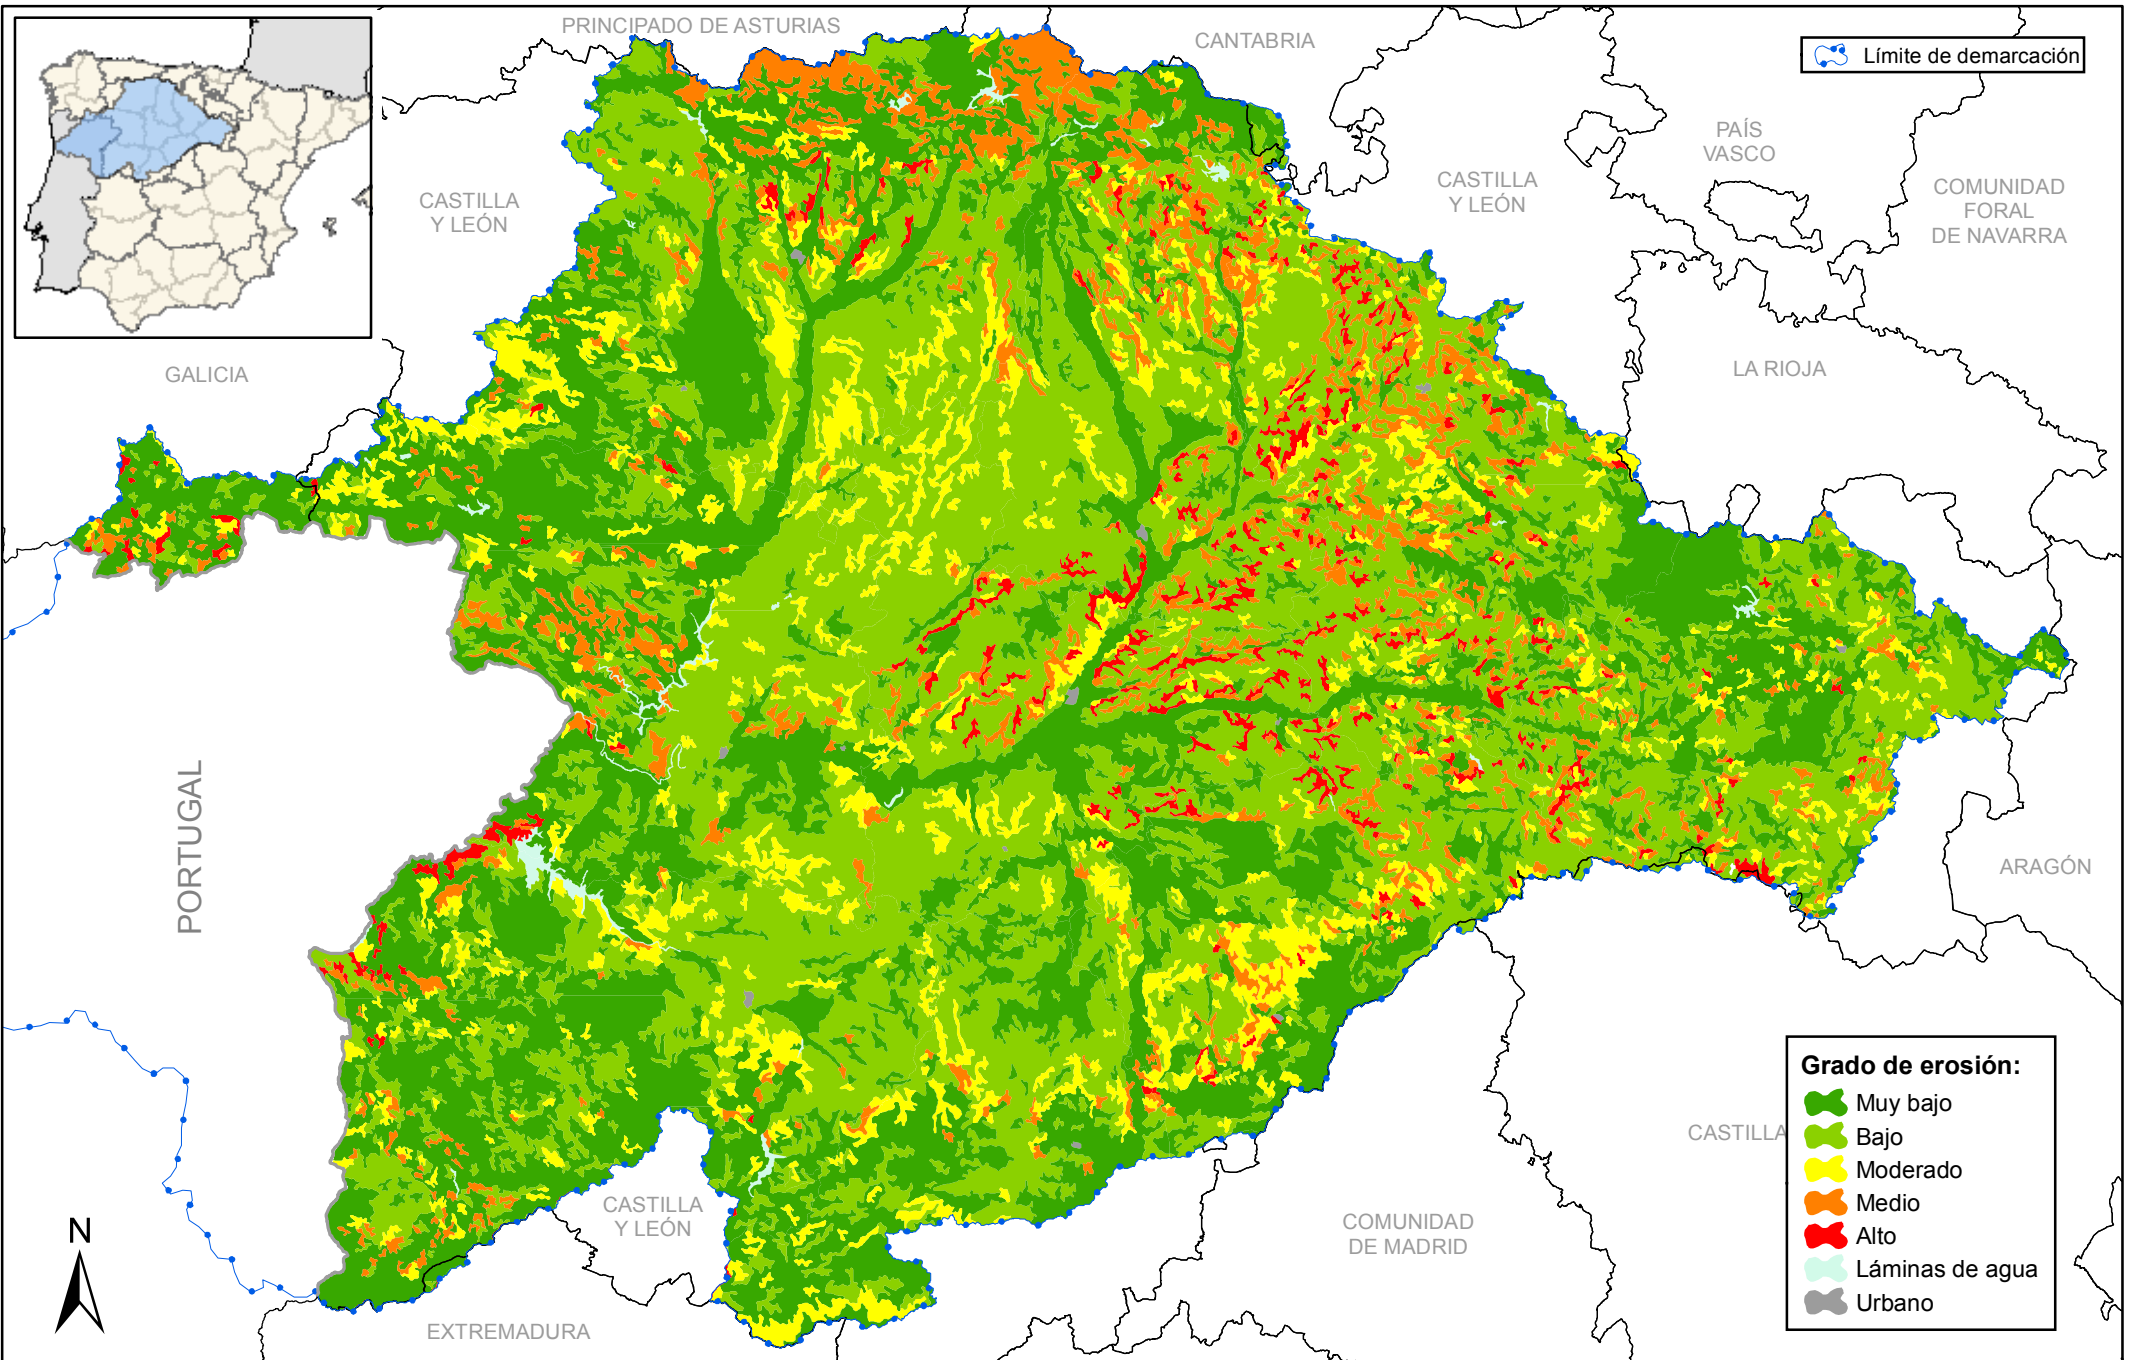 PRINCIPADO DE ASTURIAS
CANTABRIA
Límite de demarcación
PAÍS
VASCO
CASTILLA
Y LEÓN
CASTILLA
Y LEÓN
COMUNIDAD
FORAL
DE NAVARRA
GALICIA
LA RIOJA
PORTUGAL
ARAGÓN
Grado de erosión:
Muy bajo
Bajo
Moderado
Medio
Alto
Láminas de agua
Urbano
CASTILLA
CASTILLA
Y LEÓN
COMUNIDAD
DE MADRID
N
EXTREMADURA